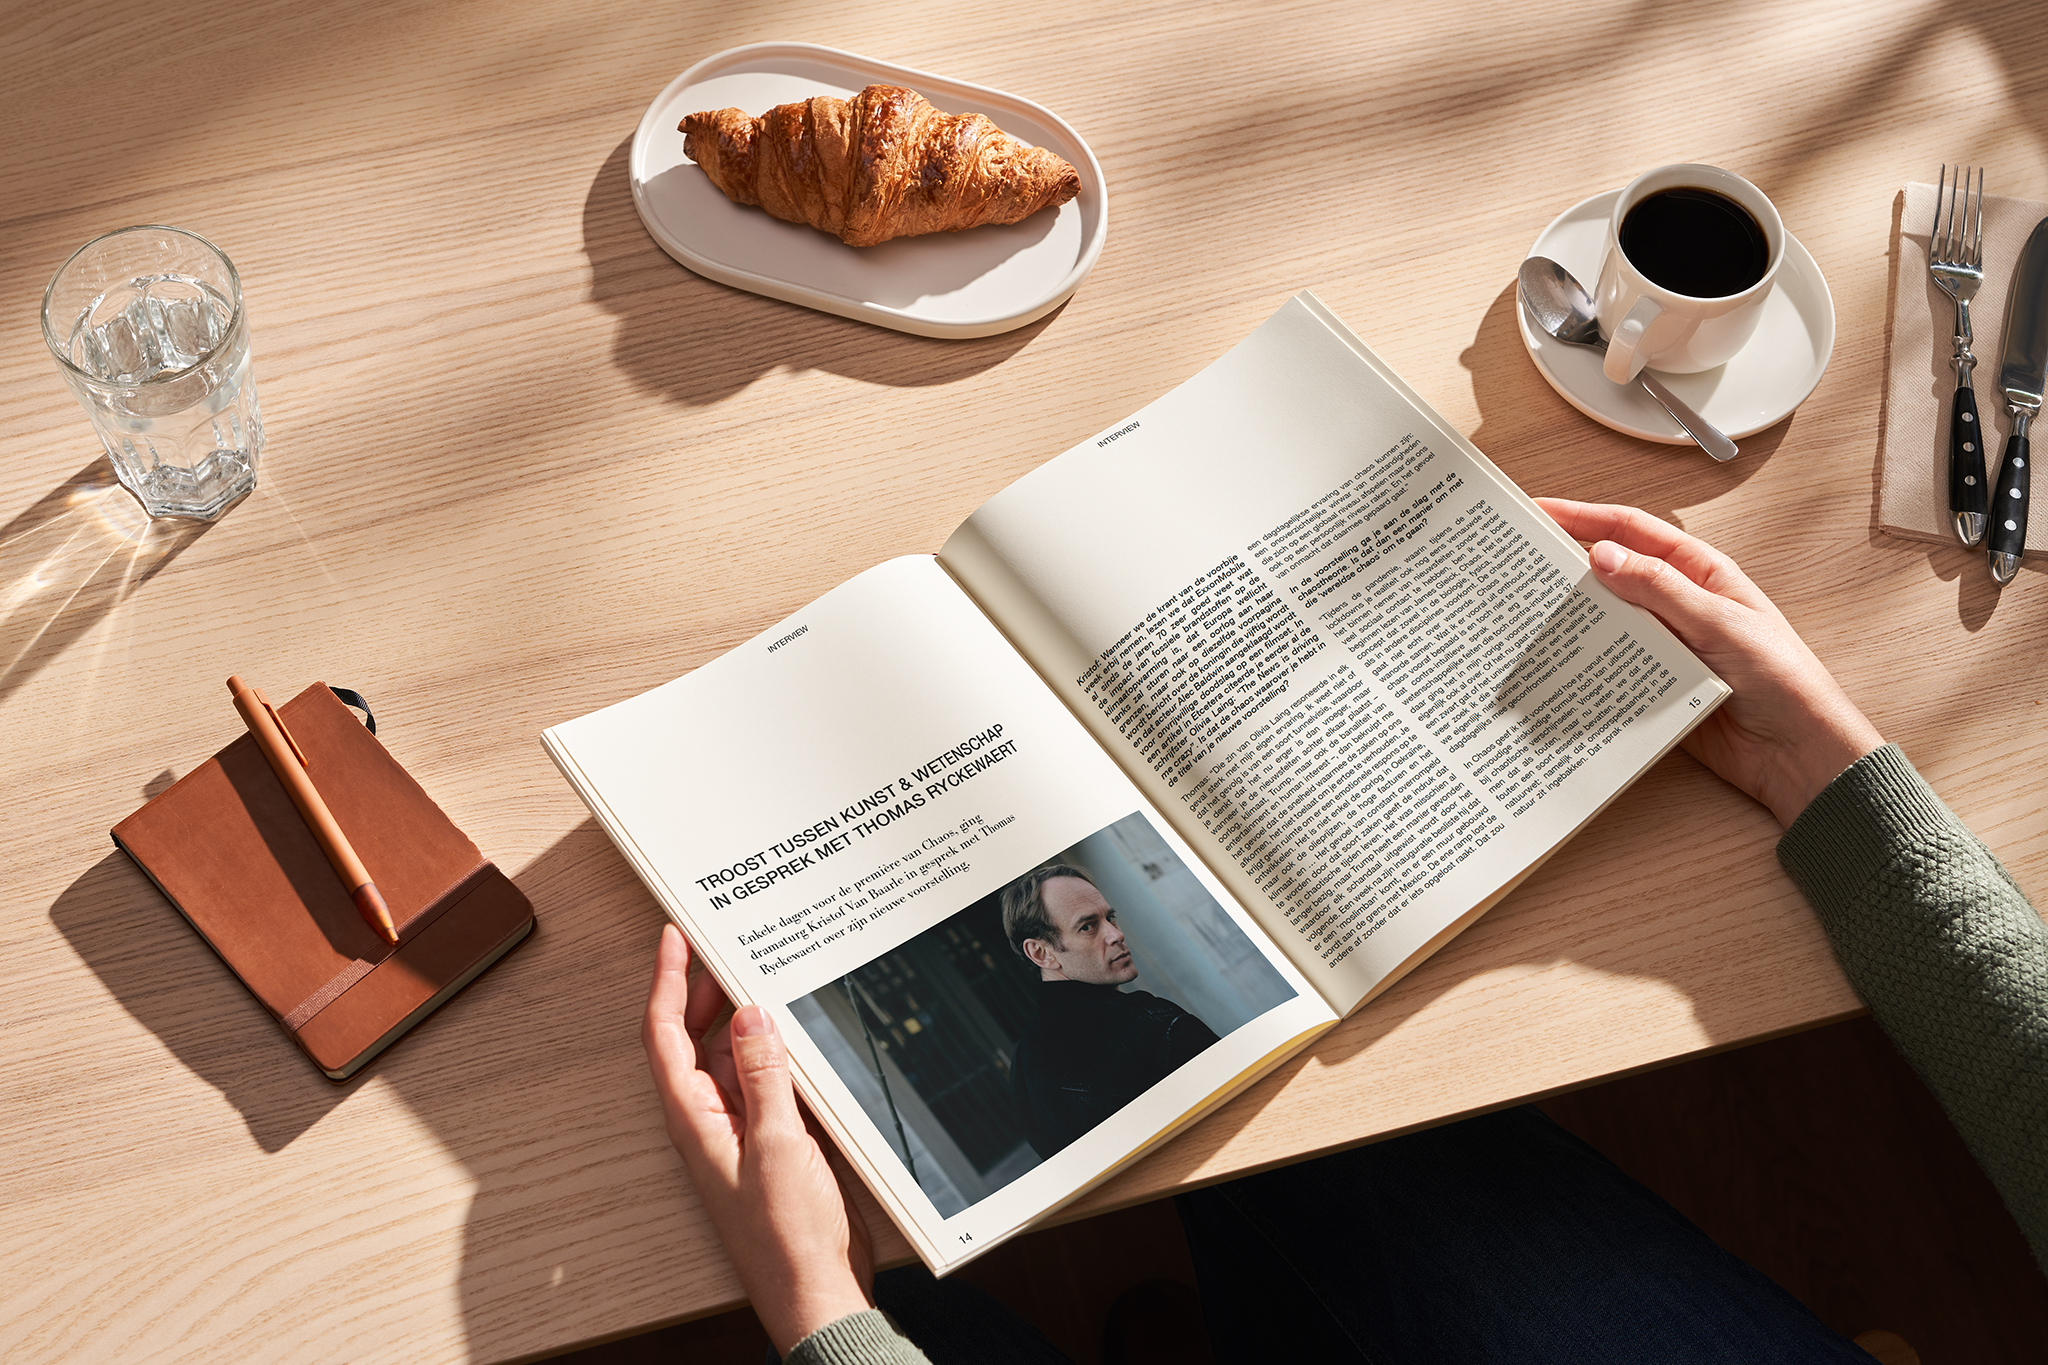 INTERVIEW
TROOST TUSSEN KUNST & WETENSCHAP
IN GESPREK MET THOMAS RYCKEWAERT
Enkele dagen voor de première van Chaos, ging
dramaturg Kristof Van Baarle in gesprek met Thomas
Ryckewaert over zijn nieuwe voorstelling.
14
INTERVIEW
Kristof: Wanneer we de krant van de voorbije
week erbij nemen, lezen we dat ExxonMobile
al sinds de jaren 70 zeer goed weet wat
de impact van fossiele brandstoffen op de
klimaatopwarming is, dat Europa wellicht
tanks zal sturen naar een oorlog aan haar
grenzen, maar ook op diezelfde voorpagina
wordt bericht over de koningin die vijftig wordt
en dat acteur Alec Baldwin aangeklaagd wordt
voor onvrijwillige doodslag op een filmset. In
een artikel in Etcetera citeerde je eerder al de
schrijfster Olivia Laing: “The News is driving
me crazy”. Is dat de chaos waarover je hebt in
de titel van je nieuwe voorstelling?
Thomas: “Die zin van Olivia Laing resoneerde in elk
geval sterk met mijn eigen ervaring. Ik weet niet of
dat het gevolg is van een soort tunnelvisie, waardoor
je denkt dat het nu erger is dan vroeger, maar
wanneer je de nieuwsfeiten achter elkaar plaatst –
oorlog, klimaat, Trump, maar ook de banaliteit van
entertainment en human interest –, dan bekruipt me
het gevoel dat de snelheid waarmee de zaken op ons
afkomen, het niet toelaat om je ertoe te verhouden. Je
krijgt geen ruimte om er een emotionele respons op te
ontwikkelen. Het is niet enkel de oorlog in Oekraïne,
maar ook de olieprijzen, de hoge facturen en het
klimaat, en… Het gevoel van constant overrompeld
te worden door dat soort zaken geeft de indruk dat
we in chaotische tijden leven. Het was misschien al
langer bezig, maar Trump heeft een manier gevonden
waardoor elk schandaal uitgewist wordt door het
volgende. Een week na zijn inauguratie besliste hij dat
er een ‘moslimban’ komt, en er een muur gebouwd
wordt aan de grens met Mexico. De ene ramp lost de
andere af zonder dat er iets opgelost raakt. Dat zou
een dagdagelijkse ervaring van chaos kunnen zijn:
een onoverzichtelijke wirwar van omstandigheden
die zich op een globaal niveau afspelen maar die ons
ook op een persoonlijk niveau raken. En het gevoel
van onmacht dat daarmee gepaard gaat.”
In de voorstelling ga je aan de slag met de
chaostheorie. Is dat dan een manier om met
die ‘wereldse chaos’ om te gaan?
“Tijdens de pandemie, waarin tijdens de lange
lockdowns je realiteit ook nog eens vernauwde tot
het binnen nemen van nieuwsfeiten zonder verder
veel sociaal contact te hebben, ben ik een boek
beginnen lezen van James Gleick, Chaos. Het is een
concept dat zowel in de biologie, fysica, wiskunde
als in andere disciplines voorkomt. De chaostheorie
gaat niet echt over wanorde. Chaos is orde en
wanorde samen. Wat ik er vooral uit onthoud, is dat
chaos vooral bepaald is en toch niet te voorspellen:
dat contra-intuïtieve sprak me erg aan. Reële
wetenschappelijke feiten die toch contra-intuïtief zijn:
daar ging het in mijn vorige voorstelling, Move 37,
eigenlijk ook al over. Of het nu gaat over creatieve AI,
een zwart gat of het universum als hologram: telkens
weer zoek ik die bevreemding van een realiteit die
we eigenlijk niet kunnen bevatten en waar we toch
dagdagelijks mee geconfronteerd worden.
In Chaos geef ik het voorbeeld hoe je vanuit een heel
eenvoudige wiskundige formule toch kan uitkomen
bij chaotische verschijnselen. Vroeger beschouwde
men dat als fouten, maar nu weten we dat die
fouten een soort essentie bevatten, een universele
natuurwet, namelijk dat onvoorspelbaarheid in de
natuur zit ingebakken. Dat sprak me aan. In plaats
15